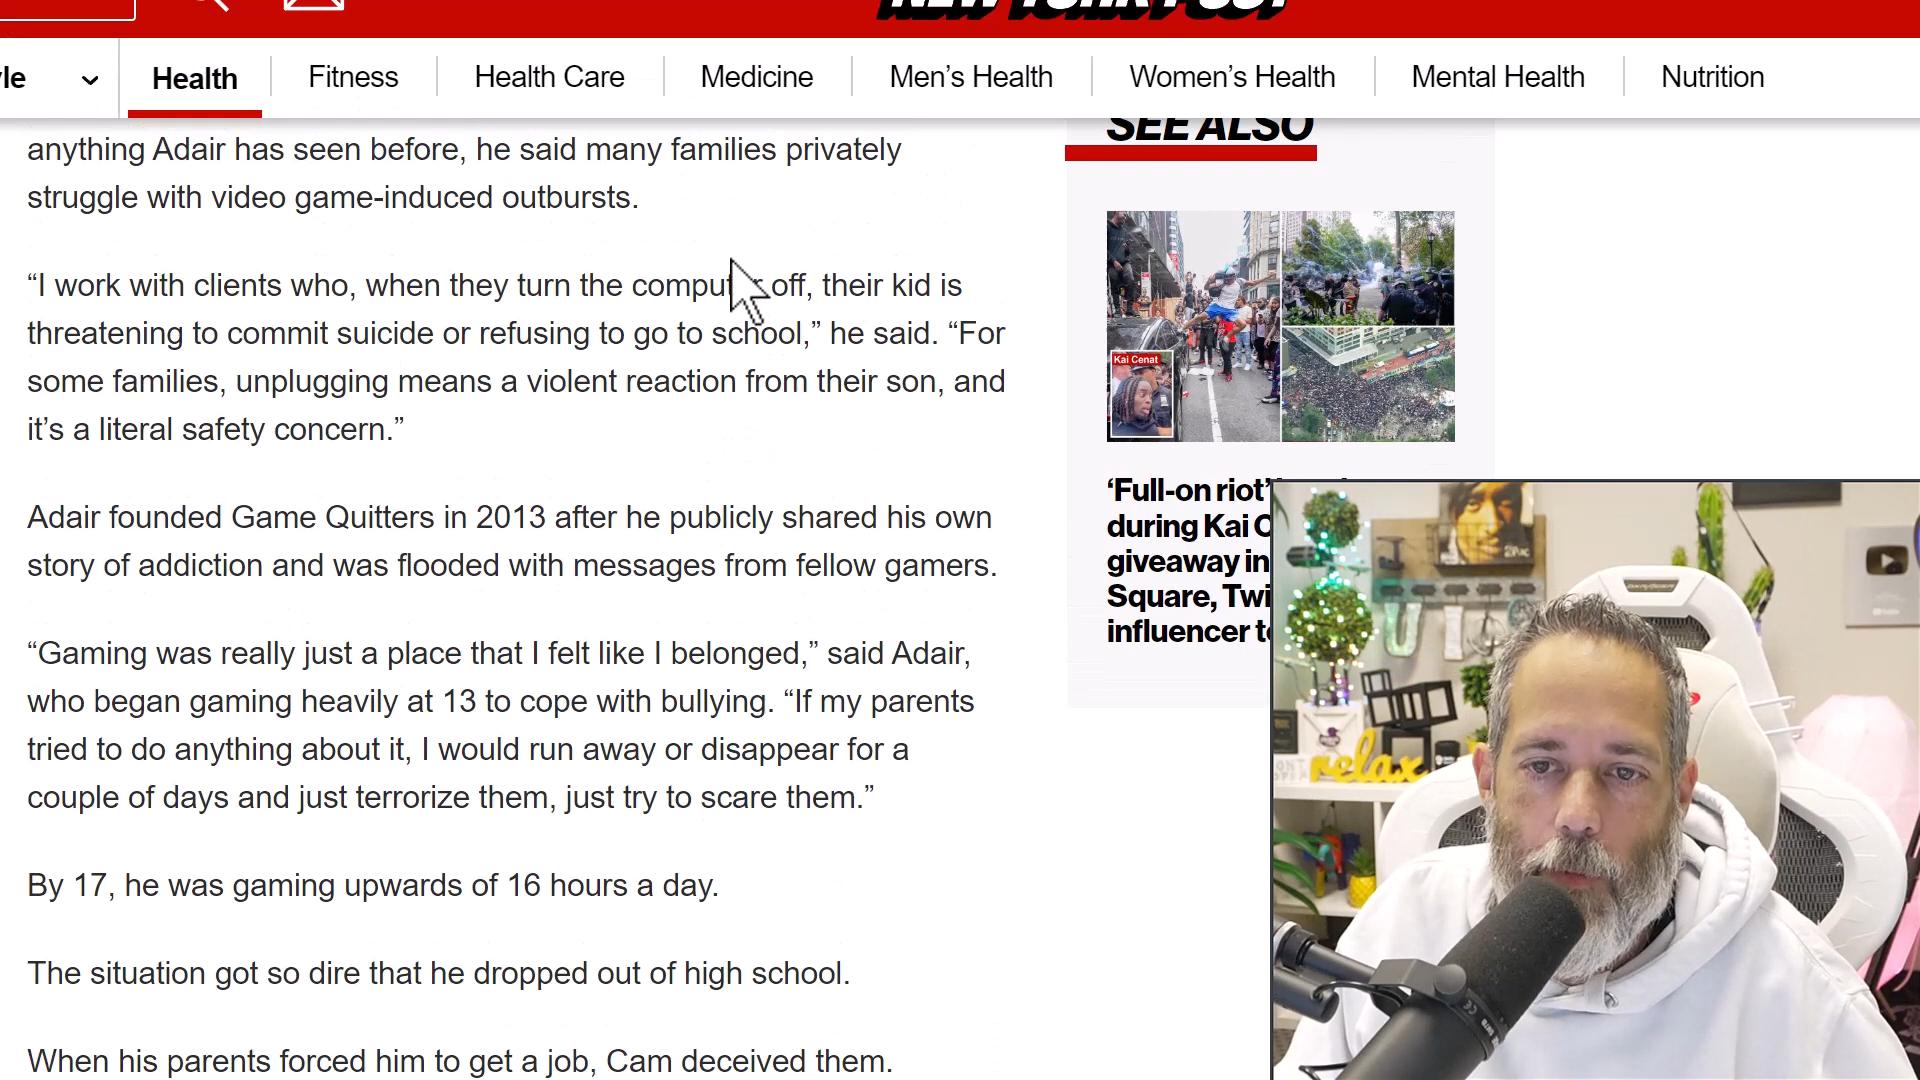 NEW YORK POST
Health
Fitness
Health Care
Medicine
Men’s Health
Women’s Health
Mental Health
Nutrition
anything Adair has seen before, he said many families privately
struggle with video game-induced outbursts.
“I work with clients who, when they turn the computer off, their kid is
threatening to commit suicide or refusing to go to school,” he said. “For
some families, unplugging means a violent reaction from their son, and
it’s a literal safety concern.”
Adair founded Game Quitters in 2013 after he publicly shared his own
story of addiction and was flooded with messages from fellow gamers.
“Gaming was really just a place that I felt like I belonged,” said Adair,
who began gaming heavily at 13 to cope with bullying. “If my parents
tried to do anything about it, I would run away or disappear for a
couple of days and just terrorize them, just try to scare them.”
By 17, he was gaming upwards of 16 hours a day.
The situation got so dire that he dropped out of high school.
When his parents forced him to get a job, Cam deceived them.
SEE ALSO
Kai Cenat
‘Full-on riot’
during Kai C
giveaway in
Square, Twi
influencer t
2Pac
relax